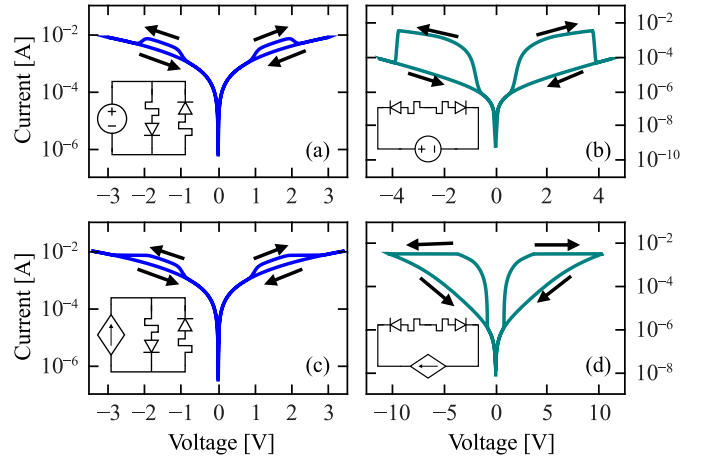 10⁻²
10⁻⁴
10⁻⁶
Current [A]
+
−
(a)
−3 −2 −1 0 1 2 3
10⁻²
10⁻⁴
10⁻⁶
10⁻⁸
10⁻¹⁰
+ −
(b)
−4 −2 0 2 4
10⁻²
10⁻⁴
10⁻⁶
Current [A]
(c)
−3 −2 −1 0 1 2 3
Voltage [V]
10⁻²
10⁻⁴
10⁻⁶
10⁻⁸
(d)
−10 −5 0 5 10
Voltage [V]